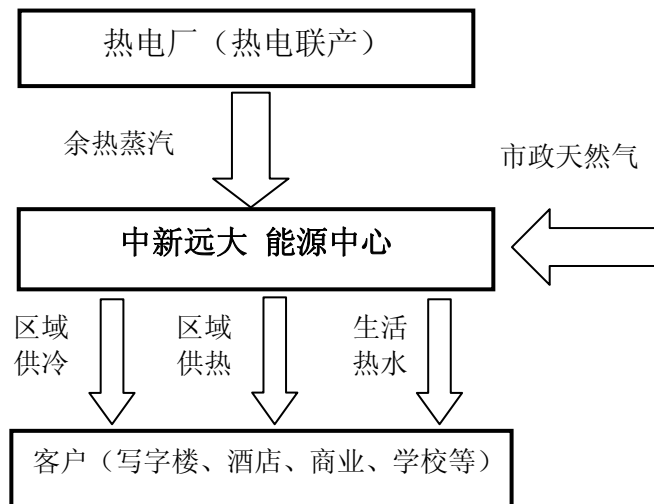 热电厂（热电联产）
余热蒸汽
市政天然气
中新远大 能源中心
区域
供冷
区域
供热
生活
热水
客户（写字楼、酒店、商业、学校等）